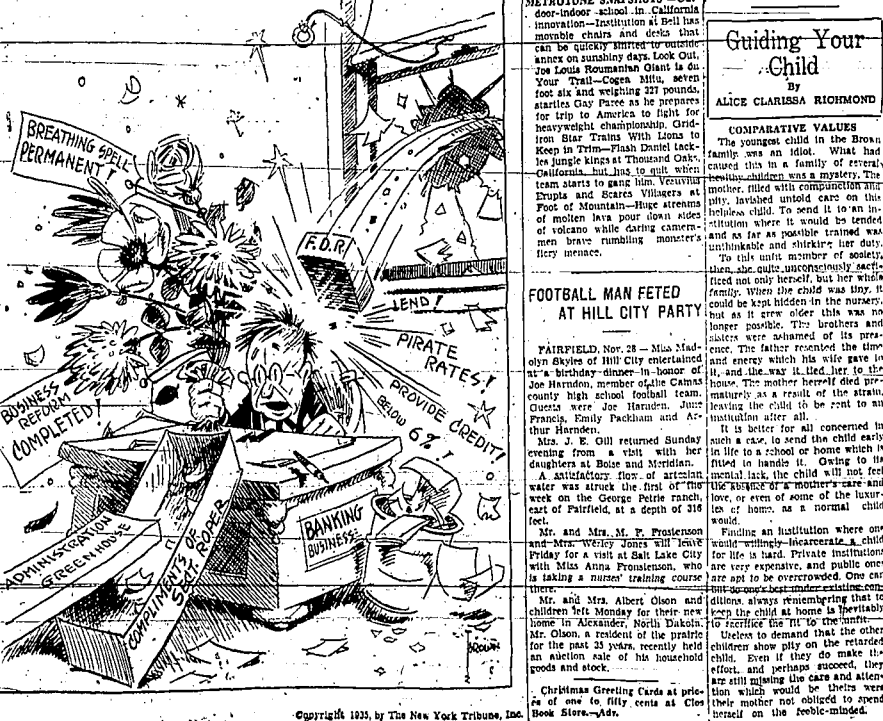 BREATHING SPELL
PERMANENT!
F.D.R.
LEND!
PIRATE
RATES!
PROVIDE CREDIT!
BELOW 6%!
BUSINESS
REFORM
COMPLETED!
ADMINISTRATION
GREENHOUSE
COMPLIMENTS OF
SECT. ROPER
BANKING
BUSINESS
BROWN
Copyright 1935, by The New York Tribune, Inc.
METROTONE SNAPSHOTS
door-indoor school in California
innovation—Institution at Bell has
movable chairs and desks that
can be quickly shifted to outside
annex on sunshiny days. Look Out,
Joe Louis Roumanian Giant is on
Your Trail—Cogea Mitu, seven
foot six and weighing 327 pounds,
startles Gay Paree as he prepares
for trip to America to fight for
heavyweight championship. Grid-
iron Star Trains With Lions to
Keep in Trim—Flash Daniel tack-
les jungle kings at Thousand Oaks,
California, but has to quit when
team starts to gang him. Vesuvius
Erupts and Scares Villagers at
Foot of Mountain—Huge streams
of molten lava pour down sides
of volcano while daring camera-
men brave rumbling monster's
fiery menace.
FOOTBALL MAN FETED
AT HILL CITY PARTY
FAIRFIELD, Nov. 28 — Miss Mad-
olyn Skyles of Hill City entertained
at a birthday dinner in honor of
Joe Harndon, member of the Camas
county high school football team.
Guests were Joe Harnden, June
Francis, Emily Packham and Ar-
thur Harnden.
Mrs. J. E. Gill returned Sunday
evening from a visit with her
daughters at Boise and Meridian.
A satisfactory flow of artesian
water was struck the first of the
week on the George Petrie ranch,
east of Fairfield, at a depth of 316
feet.
Mr. and Mrs. M. F. Frostenson
and Mrs. Wesley Jones will leave
Friday for a visit at Salt Lake City
with Miss Anna Fronstenson, who
is taking a nurses' training course
there.
Mr. and Mrs. Albert Olson and
children left Monday for their new
home in Alexander, North Dakota.
Mr. Olson, a resident of the prairie
for the past 25 years, recently held
an auction sale of his household
goods and stock.
Christmas Greeting Cards at pric-
es of one to fifty cents at Clos
Book Store.—Adv.
Guiding Your
Child
By
ALICE CLARISSA RICHMOND
COMPARATIVE VALUES
The youngest child in the Brown
family was an idiot. What had
caused this in a family of several
healthy children was a mystery. The
mother, filled with compunction and
pity, lavished untold care on this
helpless child. To send it to an in-
stitution where it would be tended
and as far as possible trained was
unthinkable and shirking her duty.
To this unfit member of society,
then, she quite unconsciously sacri-
ficed not only herself, but her whole
family. When the child was tiny, it
could be kept hidden in the nursery,
but as it grew older this was no
longer possible. The brothers and
sisters were ashamed of its pres-
ence. The father resented the time
and energy which his wife gave to
it, and the way it tied her to the
house. The mother herself died pre-
maturely as a result of the strain,
leaving the child to be sent to an
institution after all.
It is better for all concerned in
such a case, to send the child early
in life to a school or home which is
fitted to handle it. Owing to its
mental lack, the child will not feel
the absence of a mother's care and
love, or even of some of the luxur-
ies of home, as a normal child
would.
Finding an institution where one
would willingly incarcerate a child
for life is hard. Private institutions
are very expensive, and public ones
are apt to be overcrowded. One can
but do one's best under existing con-
ditions, always remembering that to
keep the child at home is inevitably
to sacrifice the fit to the unfit.
Useless to demand that the other
children show pity on the retarded
child. Even if they do make the
effort, and perhaps succeed, they
are still missing the care and atten-
tion which would be theirs were
their mother not obliged to spend
herself on the feeble-minded.